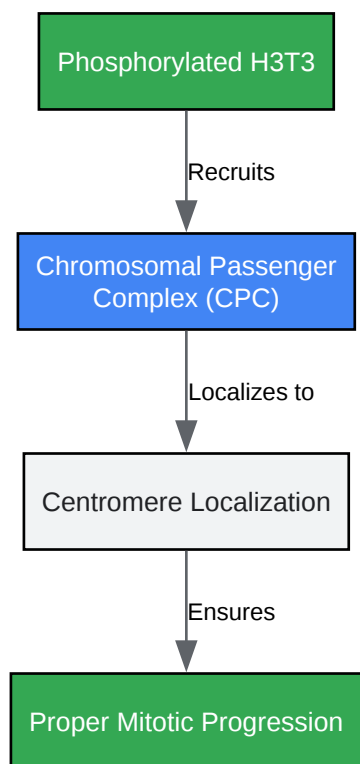 Phosphorylated H3T3
Recruits
Chromosomal Passenger
Complex (CPC)
Localizes to
Centromere Localization
Ensures
Proper Mitotic Progression